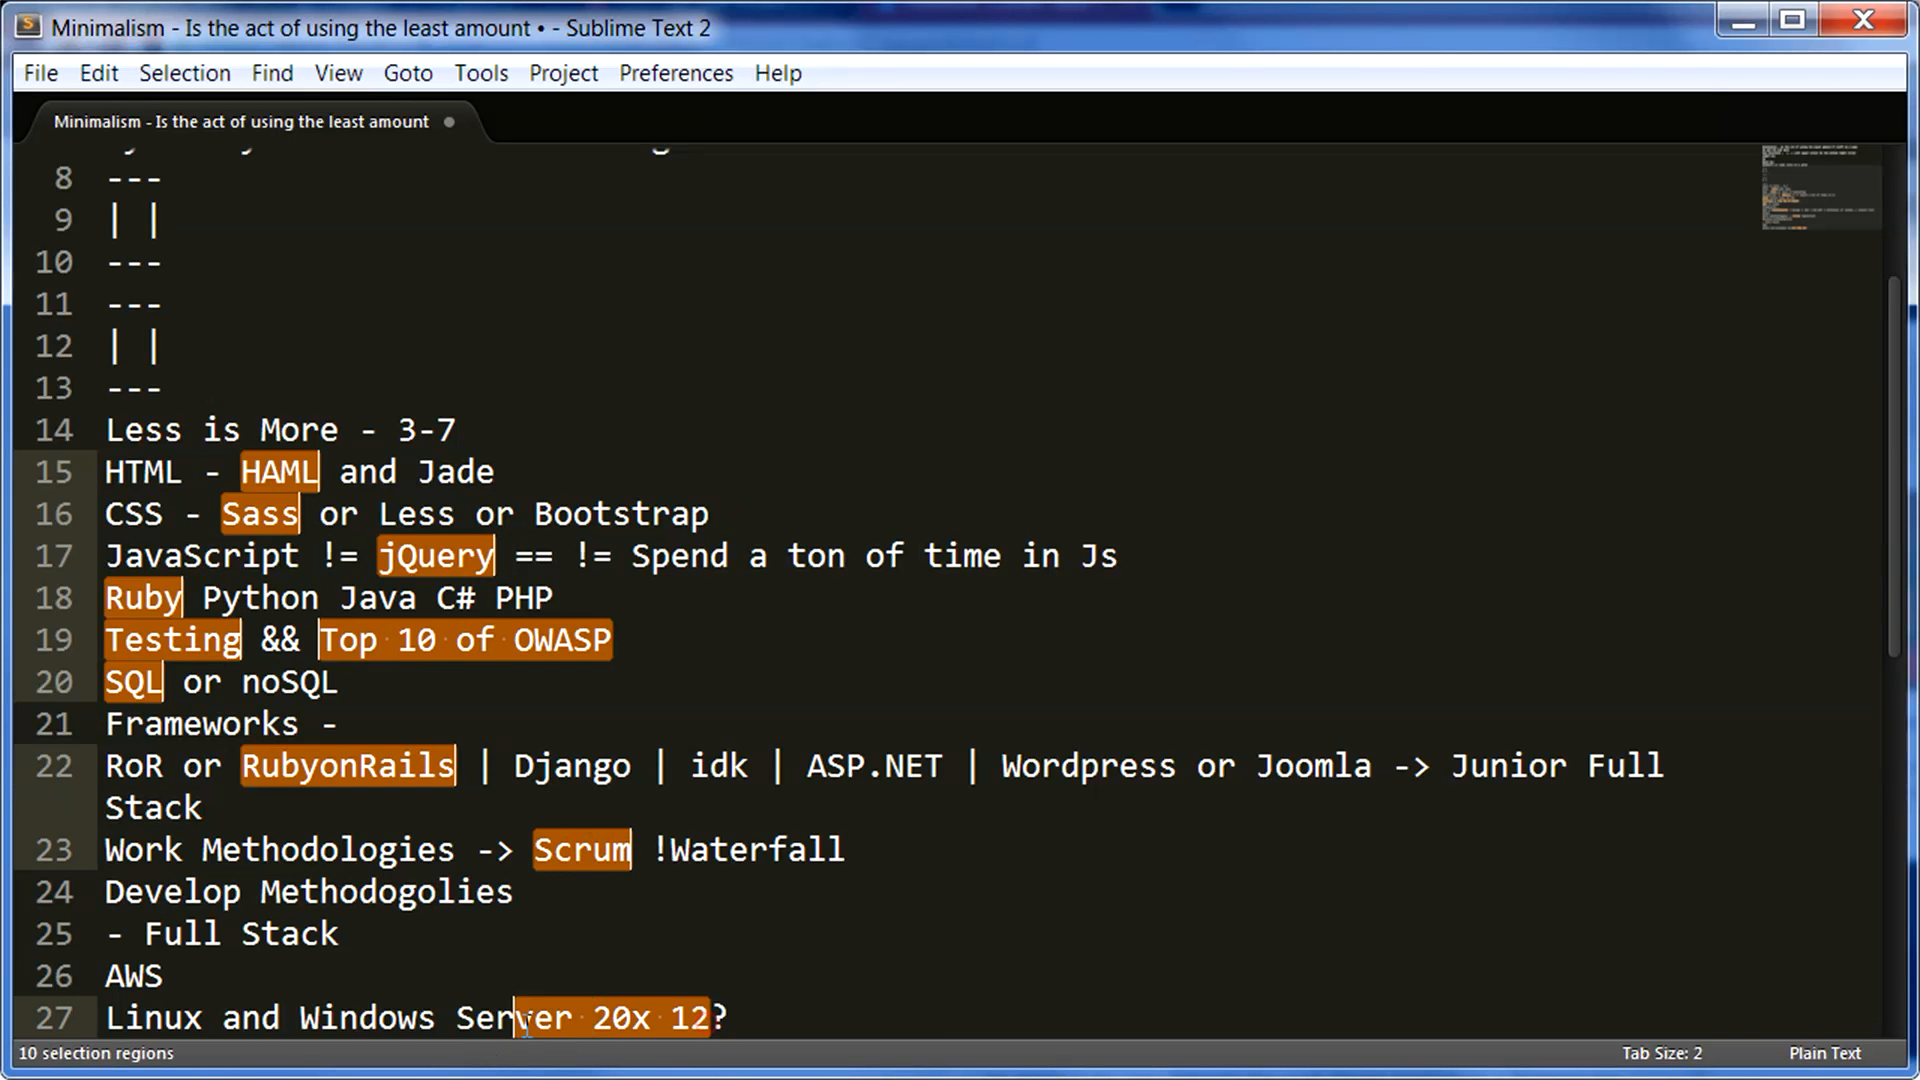 Minimalism - Is the act of using the least amount • - Sublime Text 2
File Edit Selection Find View Goto Tools Project Preferences Help
Minimalism - Is the act of using the least amount
8 ---
9 | |
10 ---
11 ---
12 | |
13 ---
14 Less is More - 3-7
15 HTML - HAML and Jade
16 CSS - Sass or Less or Bootstrap
17 JavaScript != jQuery == != Spend a ton of time in Js
18 Ruby Python Java C# PHP
19 Testing && Top 10 of OWASP
20 SQL or noSQL
21 Frameworks -
22 RoR or RubyonRails | Django | idk | ASP.NET | Wordpress or Joomla -> Junior Full
Stack
23 Work Methodologies -> Scrum !Waterfall
24 Develop Methodogolies
25 - Full Stack
26 AWS
27 Linux and Windows Server 20x 12?
10 selection regions Tab Size: 2 Plain Text